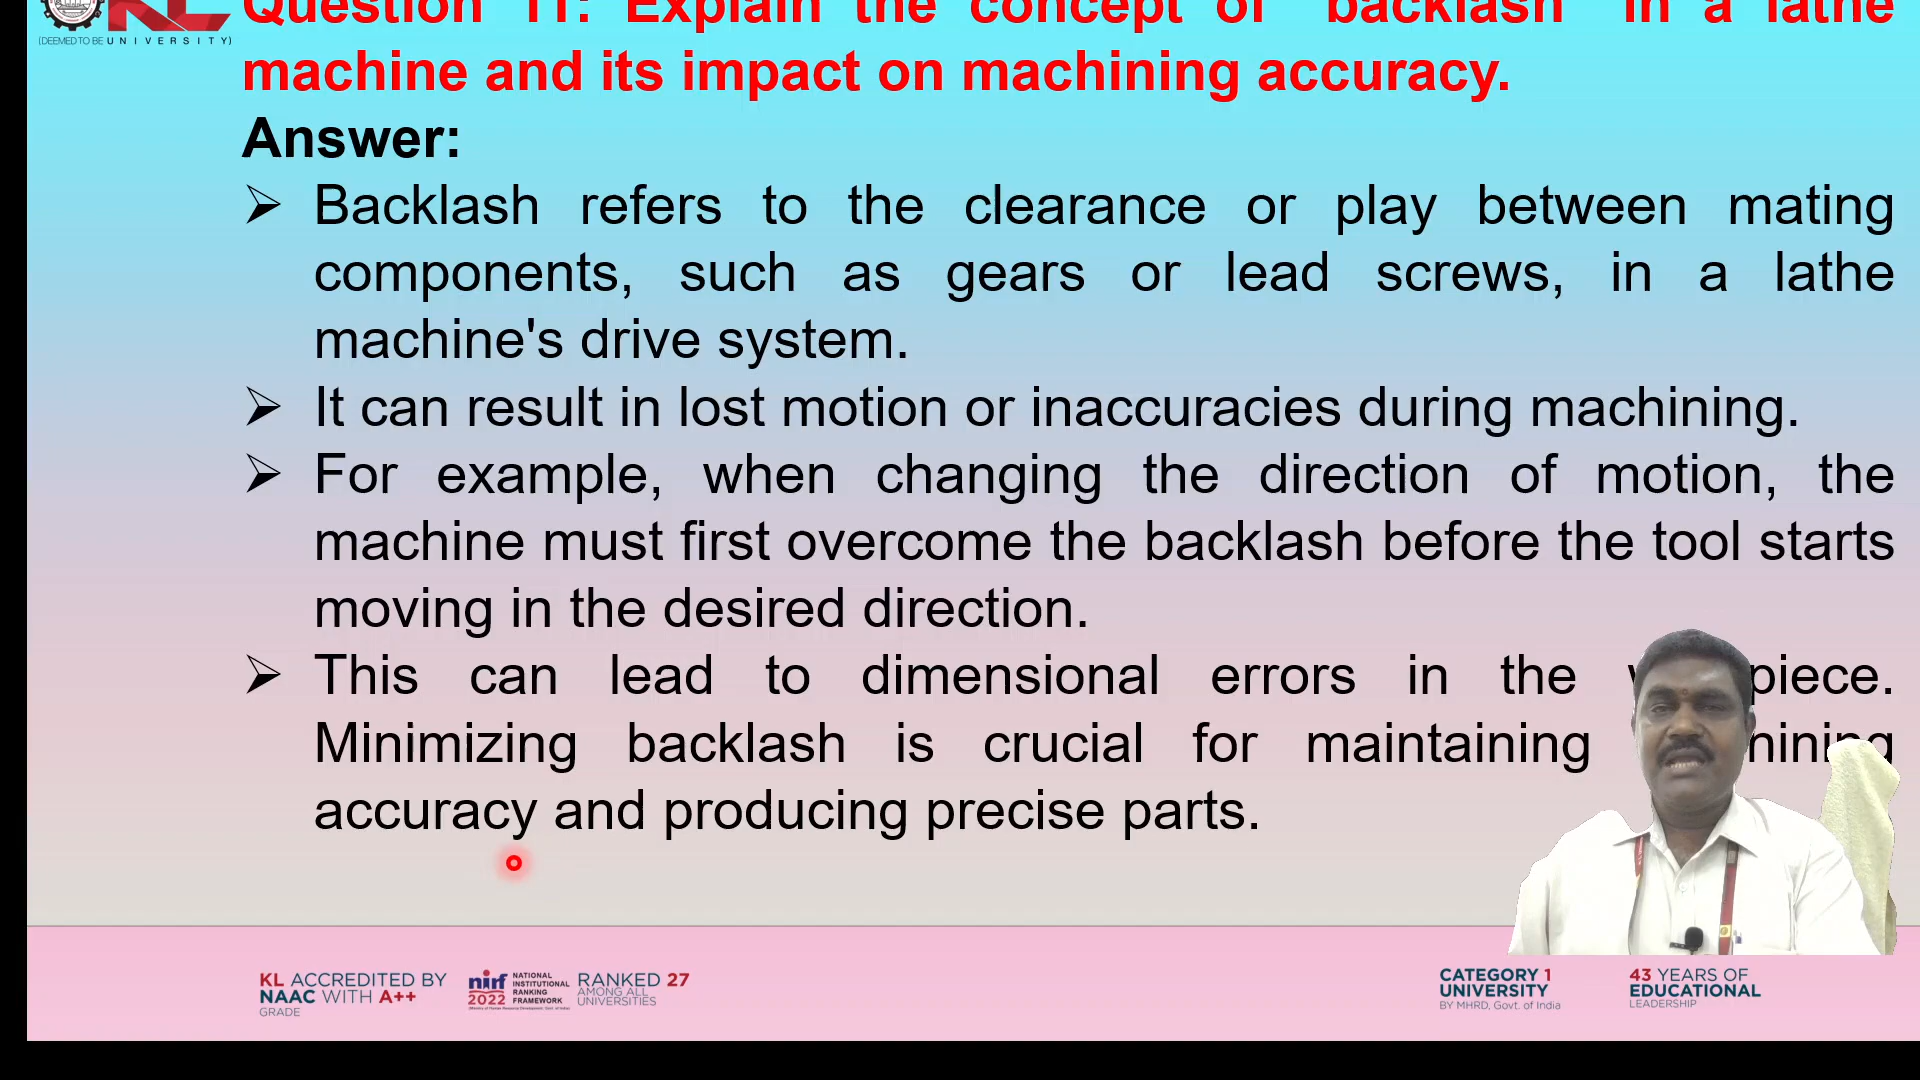 KL
(DEEMED TO BE UNIVERSITY)
Question 11: Explain the concept of "backlash" in a lathe
machine and its impact on machining accuracy.
Answer:
➢ Backlash refers to the clearance or play between mating
components, such as gears or lead screws, in a lathe
machine's drive system.
➢ It can result in lost motion or inaccuracies during machining.
➢ For example, when changing the direction of motion, the
machine must first overcome the backlash before the tool starts
moving in the desired direction.
➢ This can lead to dimensional errors in the piece.
Minimizing backlash is crucial for maintaining
accuracy and producing precise parts.
KL ACCREDITED BY
NAAC WITH A++
GRADE
nirf
2022
NATIONAL
INSTITUTIONAL
RANKING
FRAMEWORK
RANKED 27
AMONG ALL
UNIVERSITIES
CATEGORY 1
UNIVERSITY
BY MHRD, Govt. of India
43 YEARS OF
EDUCATIONAL
LEADERSHIP